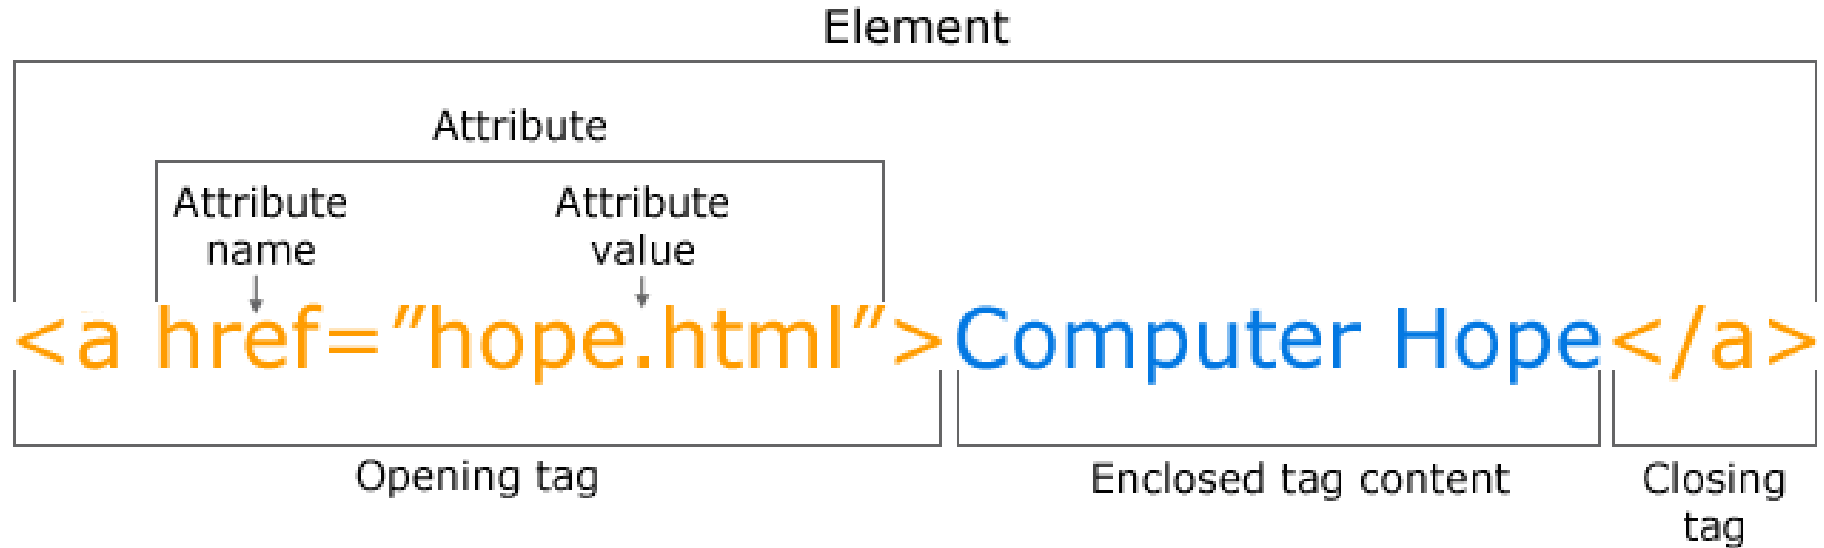 Element
Attribute
Attribute name
Attribute value
<a href=”hope.html”>Computer Hope</a>
Opening tag
Enclosed tag content
Closing tag